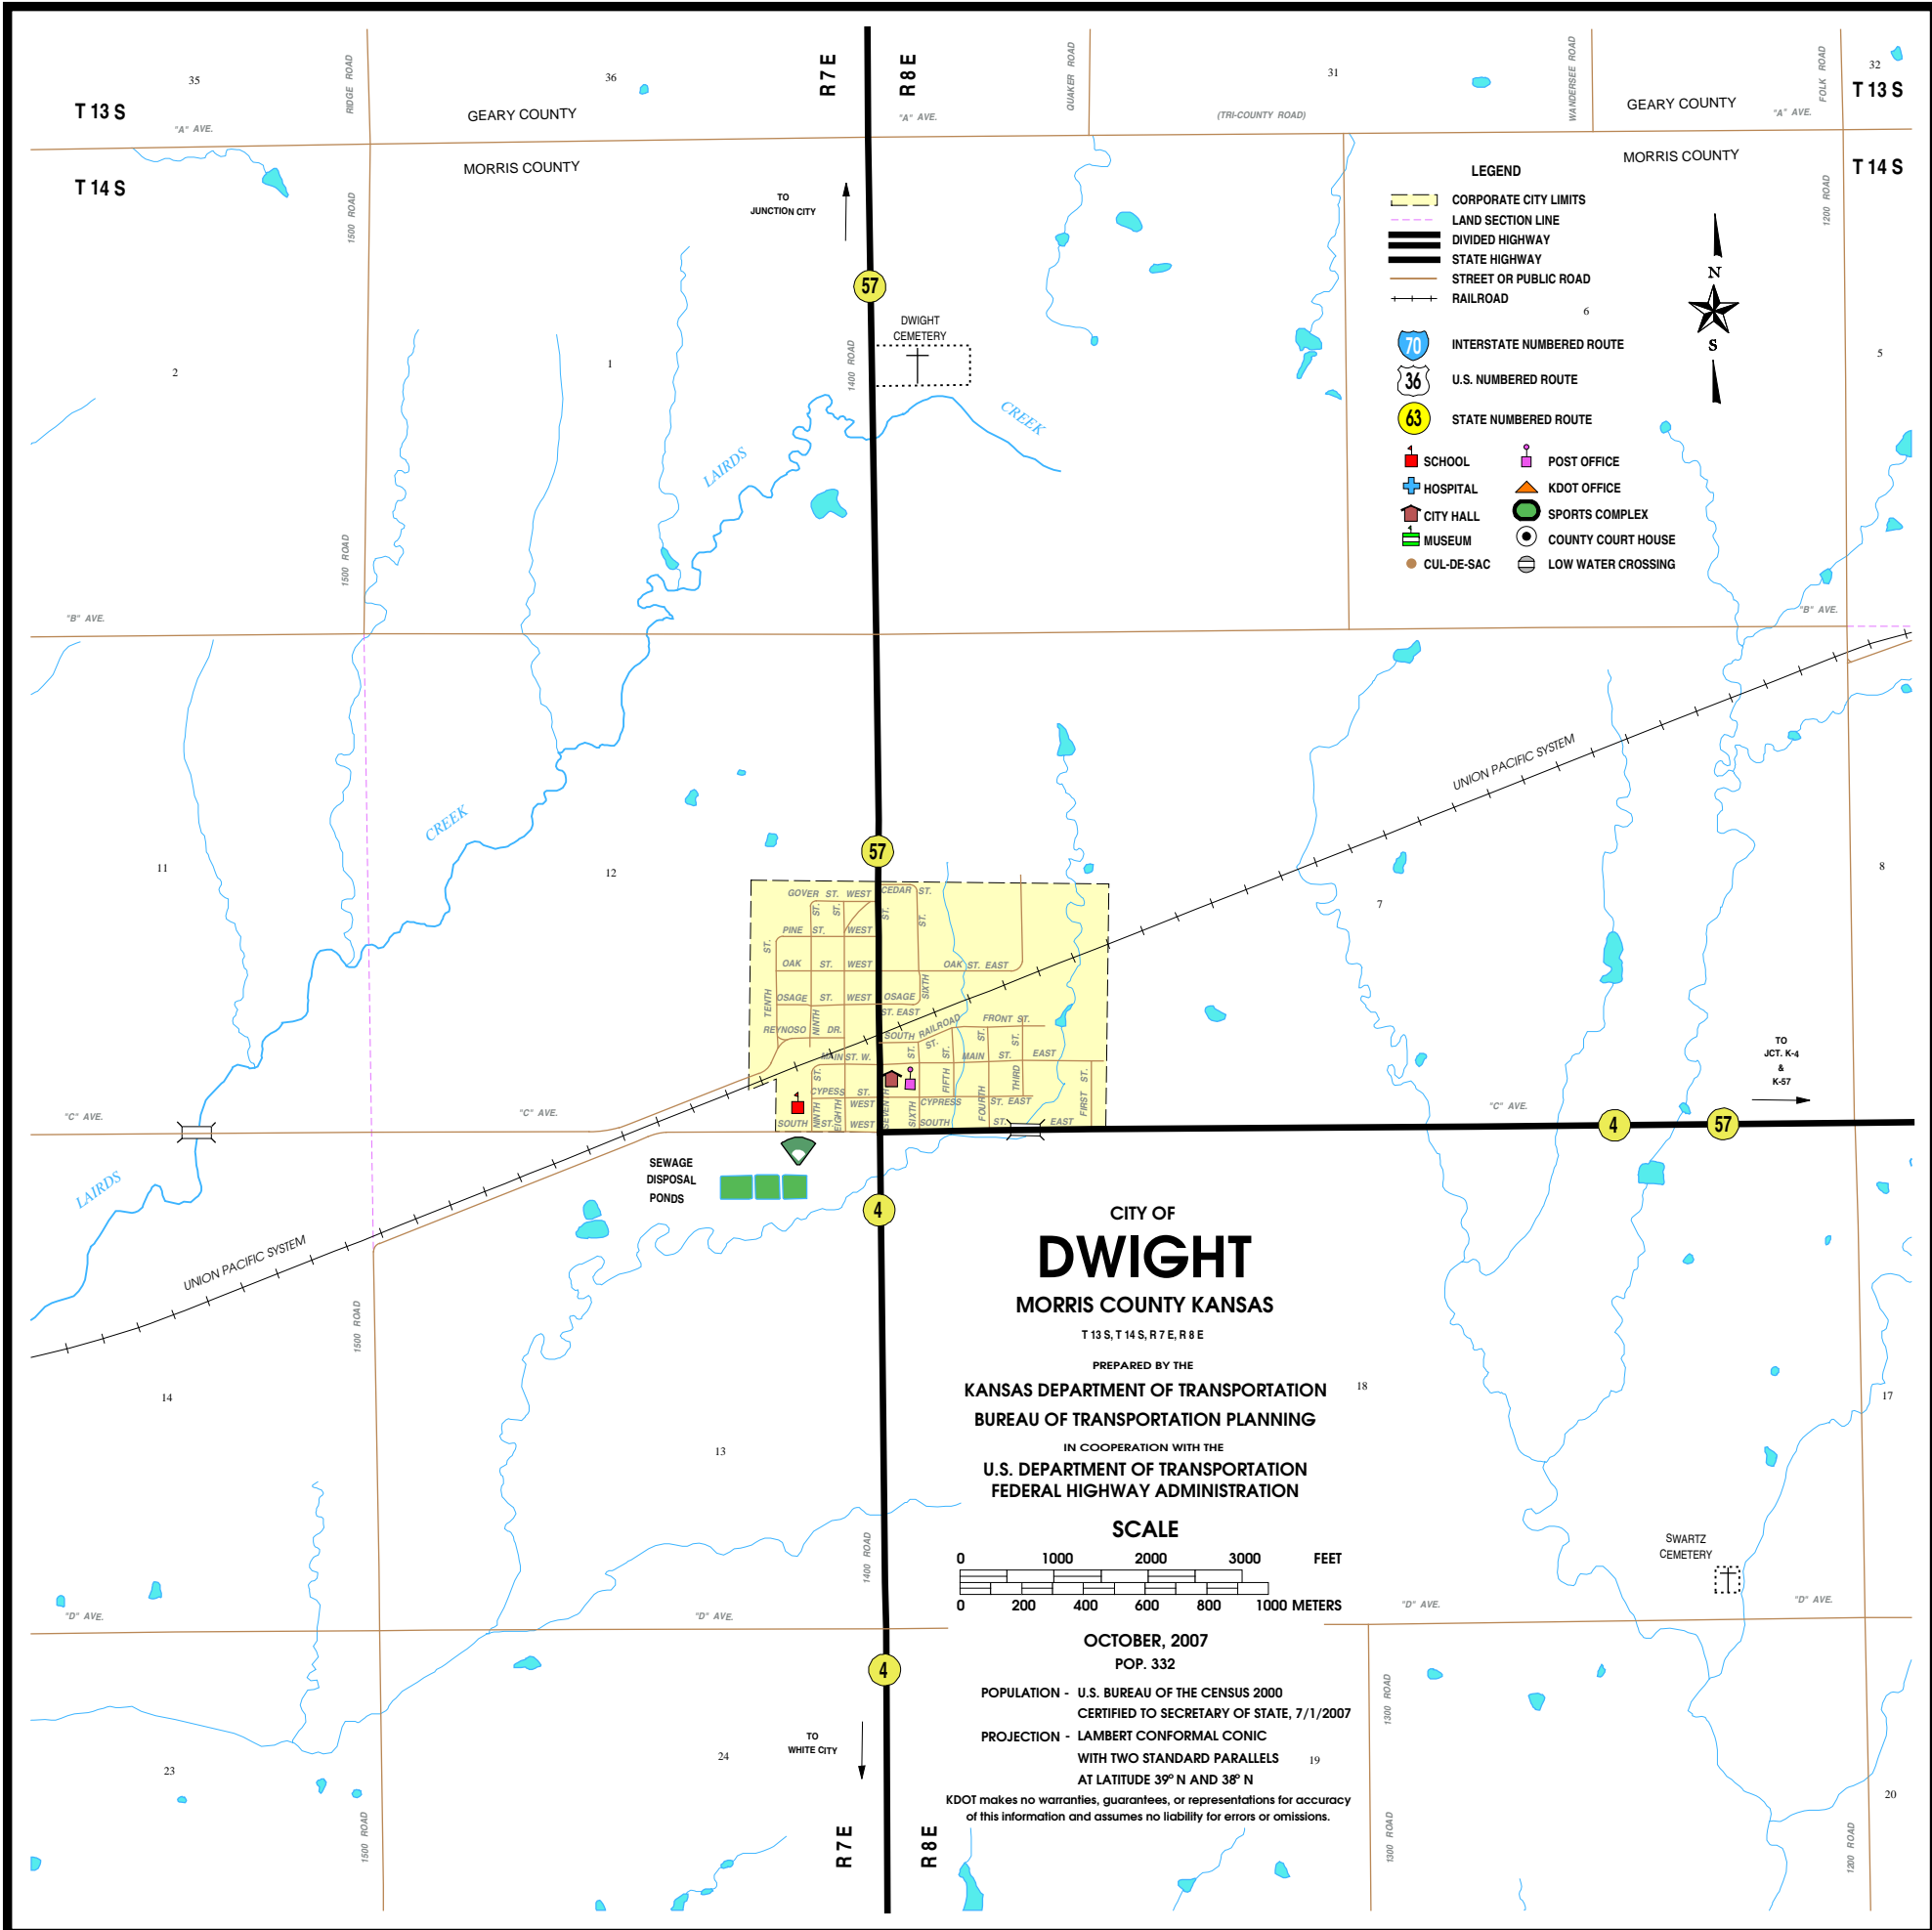 35
36
31
32
RIDGE ROAD
R 7 E
R 8 E
QUAKER ROAD
WANDERSEE ROAD
FOLK ROAD
T 13 S
GEARY COUNTY
GEARY COUNTY
T 13 S
"A" AVE.
"A" AVE.
(TRI-COUNTY ROAD)
"A" AVE.
MORRIS COUNTY
MORRIS COUNTY
T 14 S
T 14 S
1500 ROAD
1200 ROAD
TO
JUNCTION CITY
57
DWIGHT
CEMETERY
1400 ROAD
LEGEND
CORPORATE CITY LIMITS
LAND SECTION LINE
DIVIDED HIGHWAY
STATE HIGHWAY
STREET OR PUBLIC ROAD
RAILROAD
70 INTERSTATE NUMBERED ROUTE
36 U.S. NUMBERED ROUTE
63 STATE NUMBERED ROUTE
SCHOOL
POST OFFICE
HOSPITAL
KDOT OFFICE
CITY HALL
SPORTS COMPLEX
MUSEUM
COUNTY COURT HOUSE
CUL-DE-SAC
LOW WATER CROSSING
N
S
6
5
2
1
LAIRDS
CREEK
1500 ROAD
"B" AVE.
"B" AVE.
UNION PACIFIC SYSTEM
CREEK
57
11
12
7
8
GOVER ST. WEST
CEDAR ST.
ST.
ST.
ST.
ST.
PINE ST. WEST
ST.
OAK ST. WEST
OAK ST. EAST
TENTH
SIXTH
OSAGE ST. WEST
OSAGE
ST. EAST
NINTH
REYNOSO DR.
SOUTH RAILROAD
ST.
FRONT ST.
MAIN ST. W.
MAIN ST. EAST
ST.
ST.
ST.
ST.
ST.
ST.
FIFTH
THIRD
FOURTH
FIRST
CYPESS ST.
WEST
CYPRESS ST. EAST
NINTH
EIGHTH
SEVENTH
SIXTH
SOUTH ST. WEST
SOUTH ST. EAST
TO
JCT. K-4
&
K-57
"C" AVE.
"C" AVE.
"C" AVE.
4
57
SEWAGE
DISPOSAL
PONDS
LAIRDS
4
UNION PACIFIC SYSTEM
1500 ROAD
CITY OF
DWIGHT
MORRIS COUNTY KANSAS
T 13 S, T 14 S, R 7 E, R 8 E
PREPARED BY THE
KANSAS DEPARTMENT OF TRANSPORTATION
BUREAU OF TRANSPORTATION PLANNING
IN COOPERATION WITH THE
U.S. DEPARTMENT OF TRANSPORTATION
FEDERAL HIGHWAY ADMINISTRATION
14
13
18
17
SCALE
0 1000 2000 3000 FEET
0 200 400 600 800 1000 METERS
1400 ROAD
SWARTZ
CEMETERY
"D" AVE.
"D" AVE.
"D" AVE.
"D" AVE.
OCTOBER, 2007
POP. 332
POPULATION - U.S. BUREAU OF THE CENSUS 2000
CERTIFIED TO SECRETARY OF STATE, 7/1/2007
PROJECTION - LAMBERT CONFORMAL CONIC
WITH TWO STANDARD PARALLELS
AT LATITUDE 39° N AND 38° N
KDOT makes no warranties, guarantees, or representations for accuracy
of this information and assumes no liability for errors or omissions.
4
1300 ROAD
TO
WHITE CITY
23
24
19
20
1500 ROAD
R 7 E
R 8 E
1300 ROAD
1200 ROAD